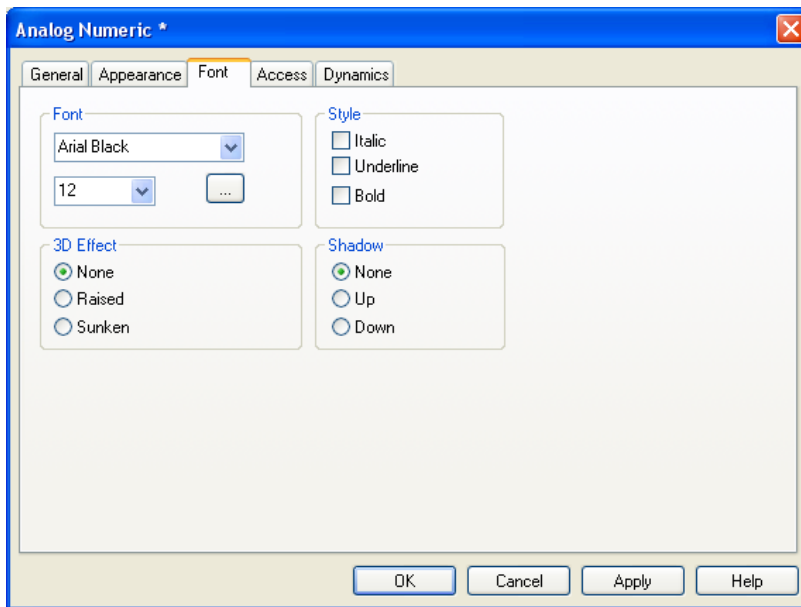 Analog Numeric *
General Appearance Font Access Dynamics
Font
Arial Black
12
...
Style
Italic
Underline
Bold
3D Effect
None
Raised
Sunken
Shadow
None
Up
Down
OK Cancel Apply Help